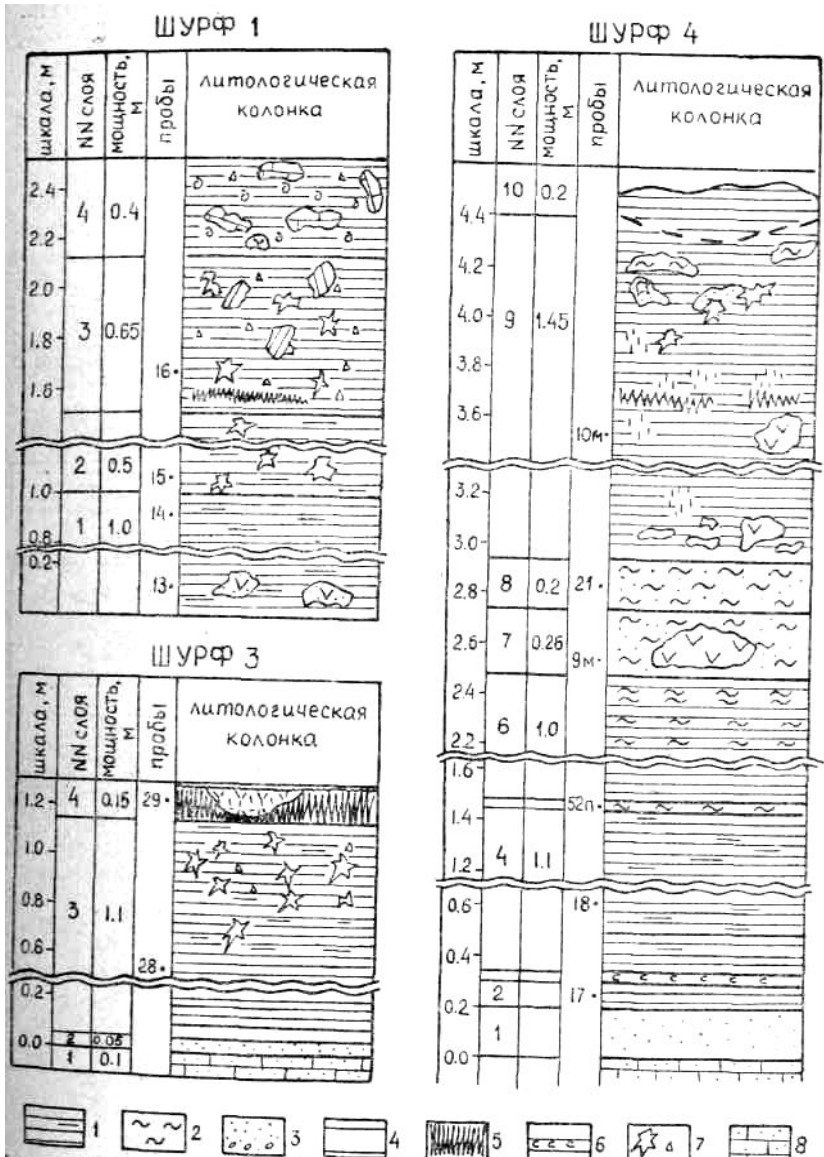 ШУРФ 1
шкала, м
NN слоя
мощность, м
пробы
литологическая
колонка
2.4
2.2
2.0
1.8
1.6
1.0
0.8
0.2
4 0.4
3 0.65
2 0.5
1 1.0
16
15
14
13
ШУРФ 3
шкала, м
NN слоя
мощность, м
пробы
литологическая
колонка
1.2
1.0
0.8
0.6
0.2
0.0
4 0.15
3 1.1
2 0.05
1 0.1
29
28
ШУРФ 4
шкала, м
NN слоя
мощность, м
пробы
литологическая
колонка
4.4
4.2
4.0
3.8
3.6
3.2
3.0
2.8
2.6
2.4
2.2
1.6
1.4
1.2
0.6
0.4
0.2
0.0
10 0.2
9 1.45
8 0.2
7 0.26
6 1.0
4 1.1
2
1
10м
21
9м
52п
18
17
1 2 3 4 5 6 7 8